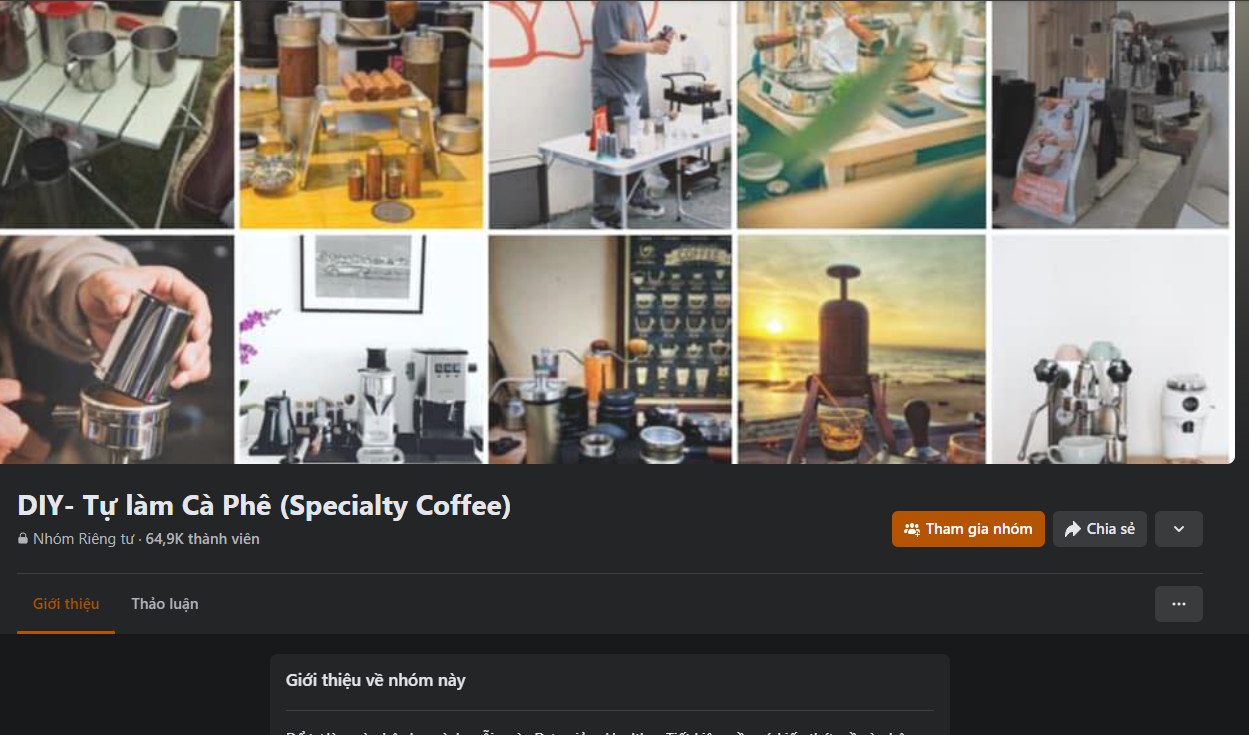 COFFEE
DIY- Tự làm Cà Phê (Specialty Coffee)
Nhóm Riêng tư · 64,9K thành viên
Tham gia nhóm
Chia sẻ
Giới thiệu
Thảo luận
Giới thiệu về nhóm này